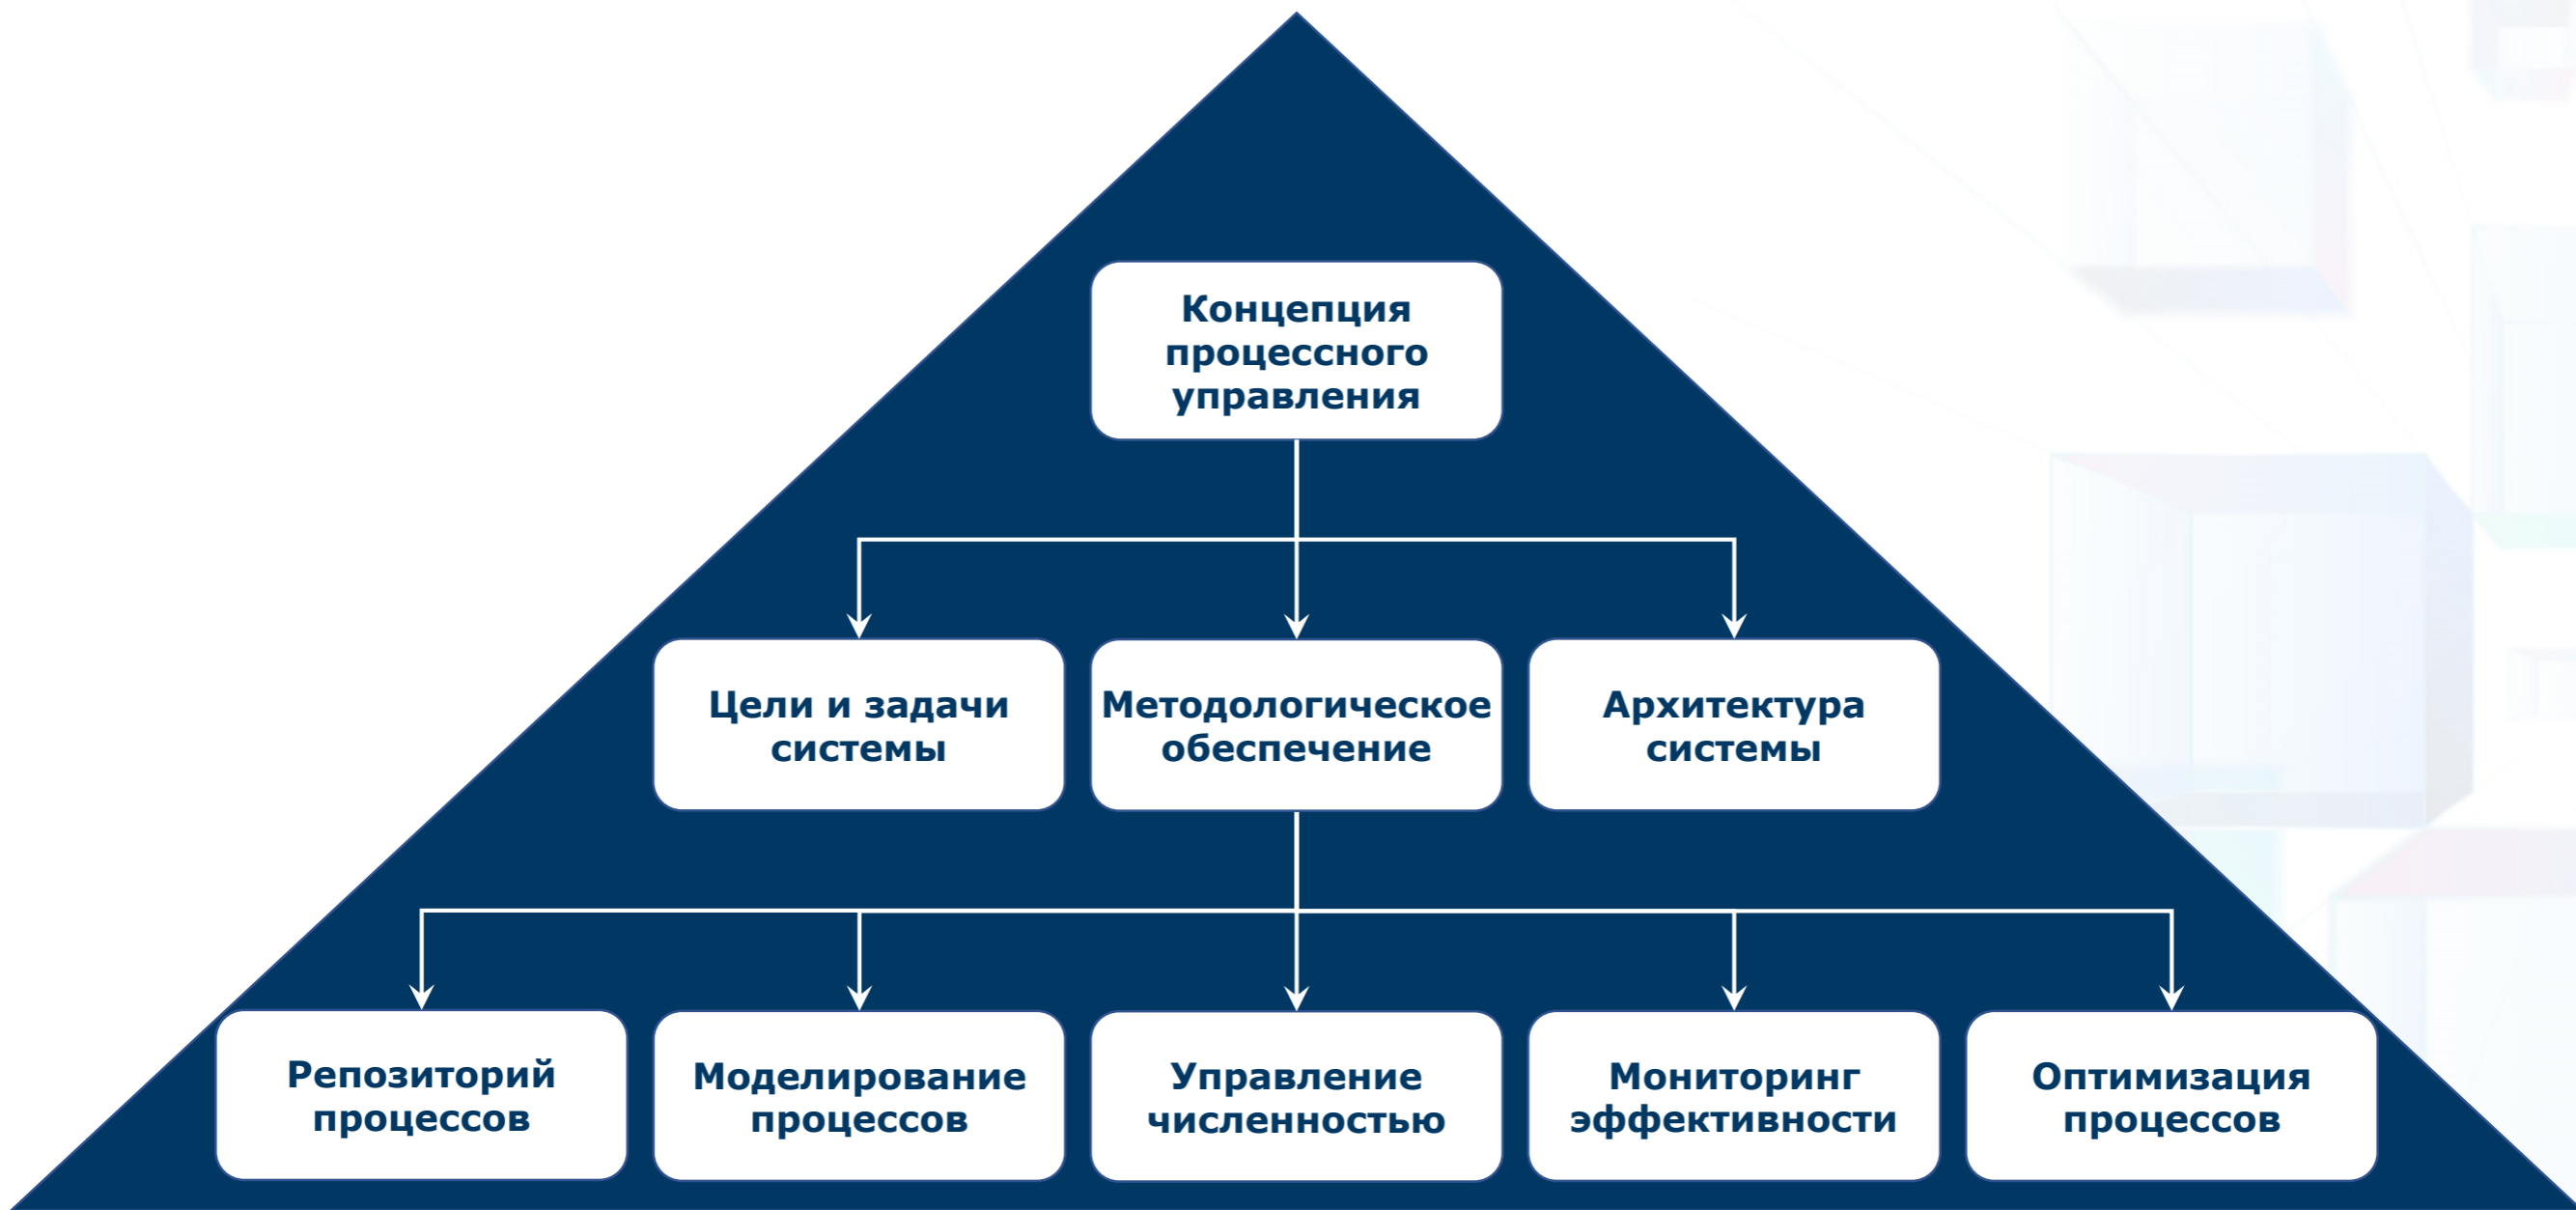 Концепция
процессного
управления
Цели и задачи
системы
Методологическое
обеспечение
Архитектура
системы
Репозиторий
процессов
Моделирование
процессов
Управление
численностью
Мониторинг
эффективности
Оптимизация
процессов